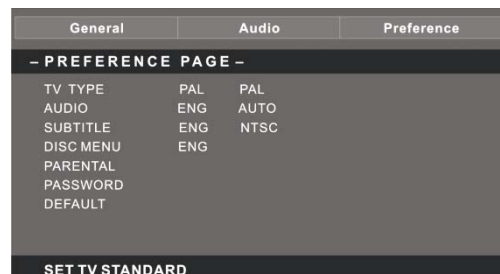 General Audio Preference
– PREFERENCE PAGE –
TV TYPE PAL PAL
AUDIO ENG AUTO
SUBTITLE ENG NTSC
DISC MENU ENG
PARENTAL
PASSWORD
DEFAULT
SET TV STANDARD